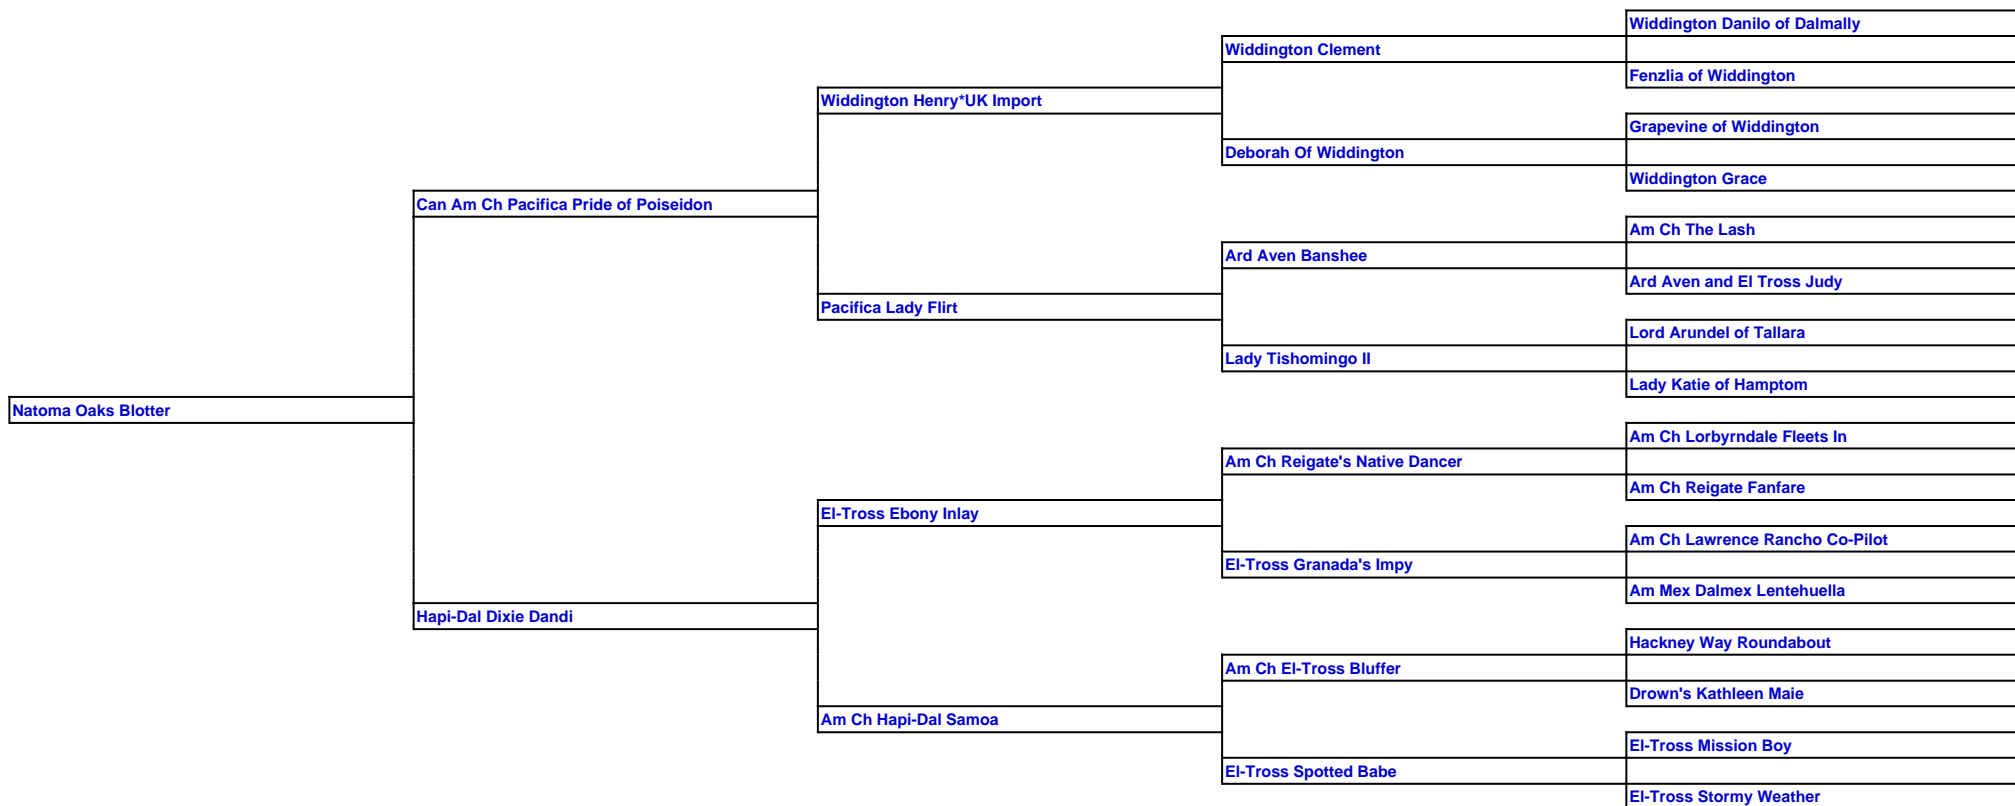 Widdington Danilo of Dalmally
Widdington Clement
Fenzlia of Widdington
Widdington Henry*UK Import
Grapevine of Widdington
Deborah Of Widdington
Widdington Grace
Can Am Ch Pacifica Pride of Poiseidon
Am Ch The Lash
Ard Aven Banshee
Ard Aven and El Tross Judy
Pacifica Lady Flirt
Lord Arundel of Tallara
Lady Tishomingo II
Lady Katie of Hamptom
Natoma Oaks Blotter
Am Ch Lorbyrndale Fleets In
Am Ch Reigate's Native Dancer
Am Ch Reigate Fanfare
El-Tross Ebony Inlay
Am Ch Lawrence Rancho Co-Pilot
El-Tross Granada's Impy
Am Mex Dalmex Lentehuella
Hapi-Dal Dixie Dandi
Hackney Way Roundabout
Am Ch El-Tross Bluffer
Drown's Kathleen Maie
Am Ch Hapi-Dal Samoa
El-Tross Mission Boy
El-Tross Spotted Babe
El-Tross Stormy Weather